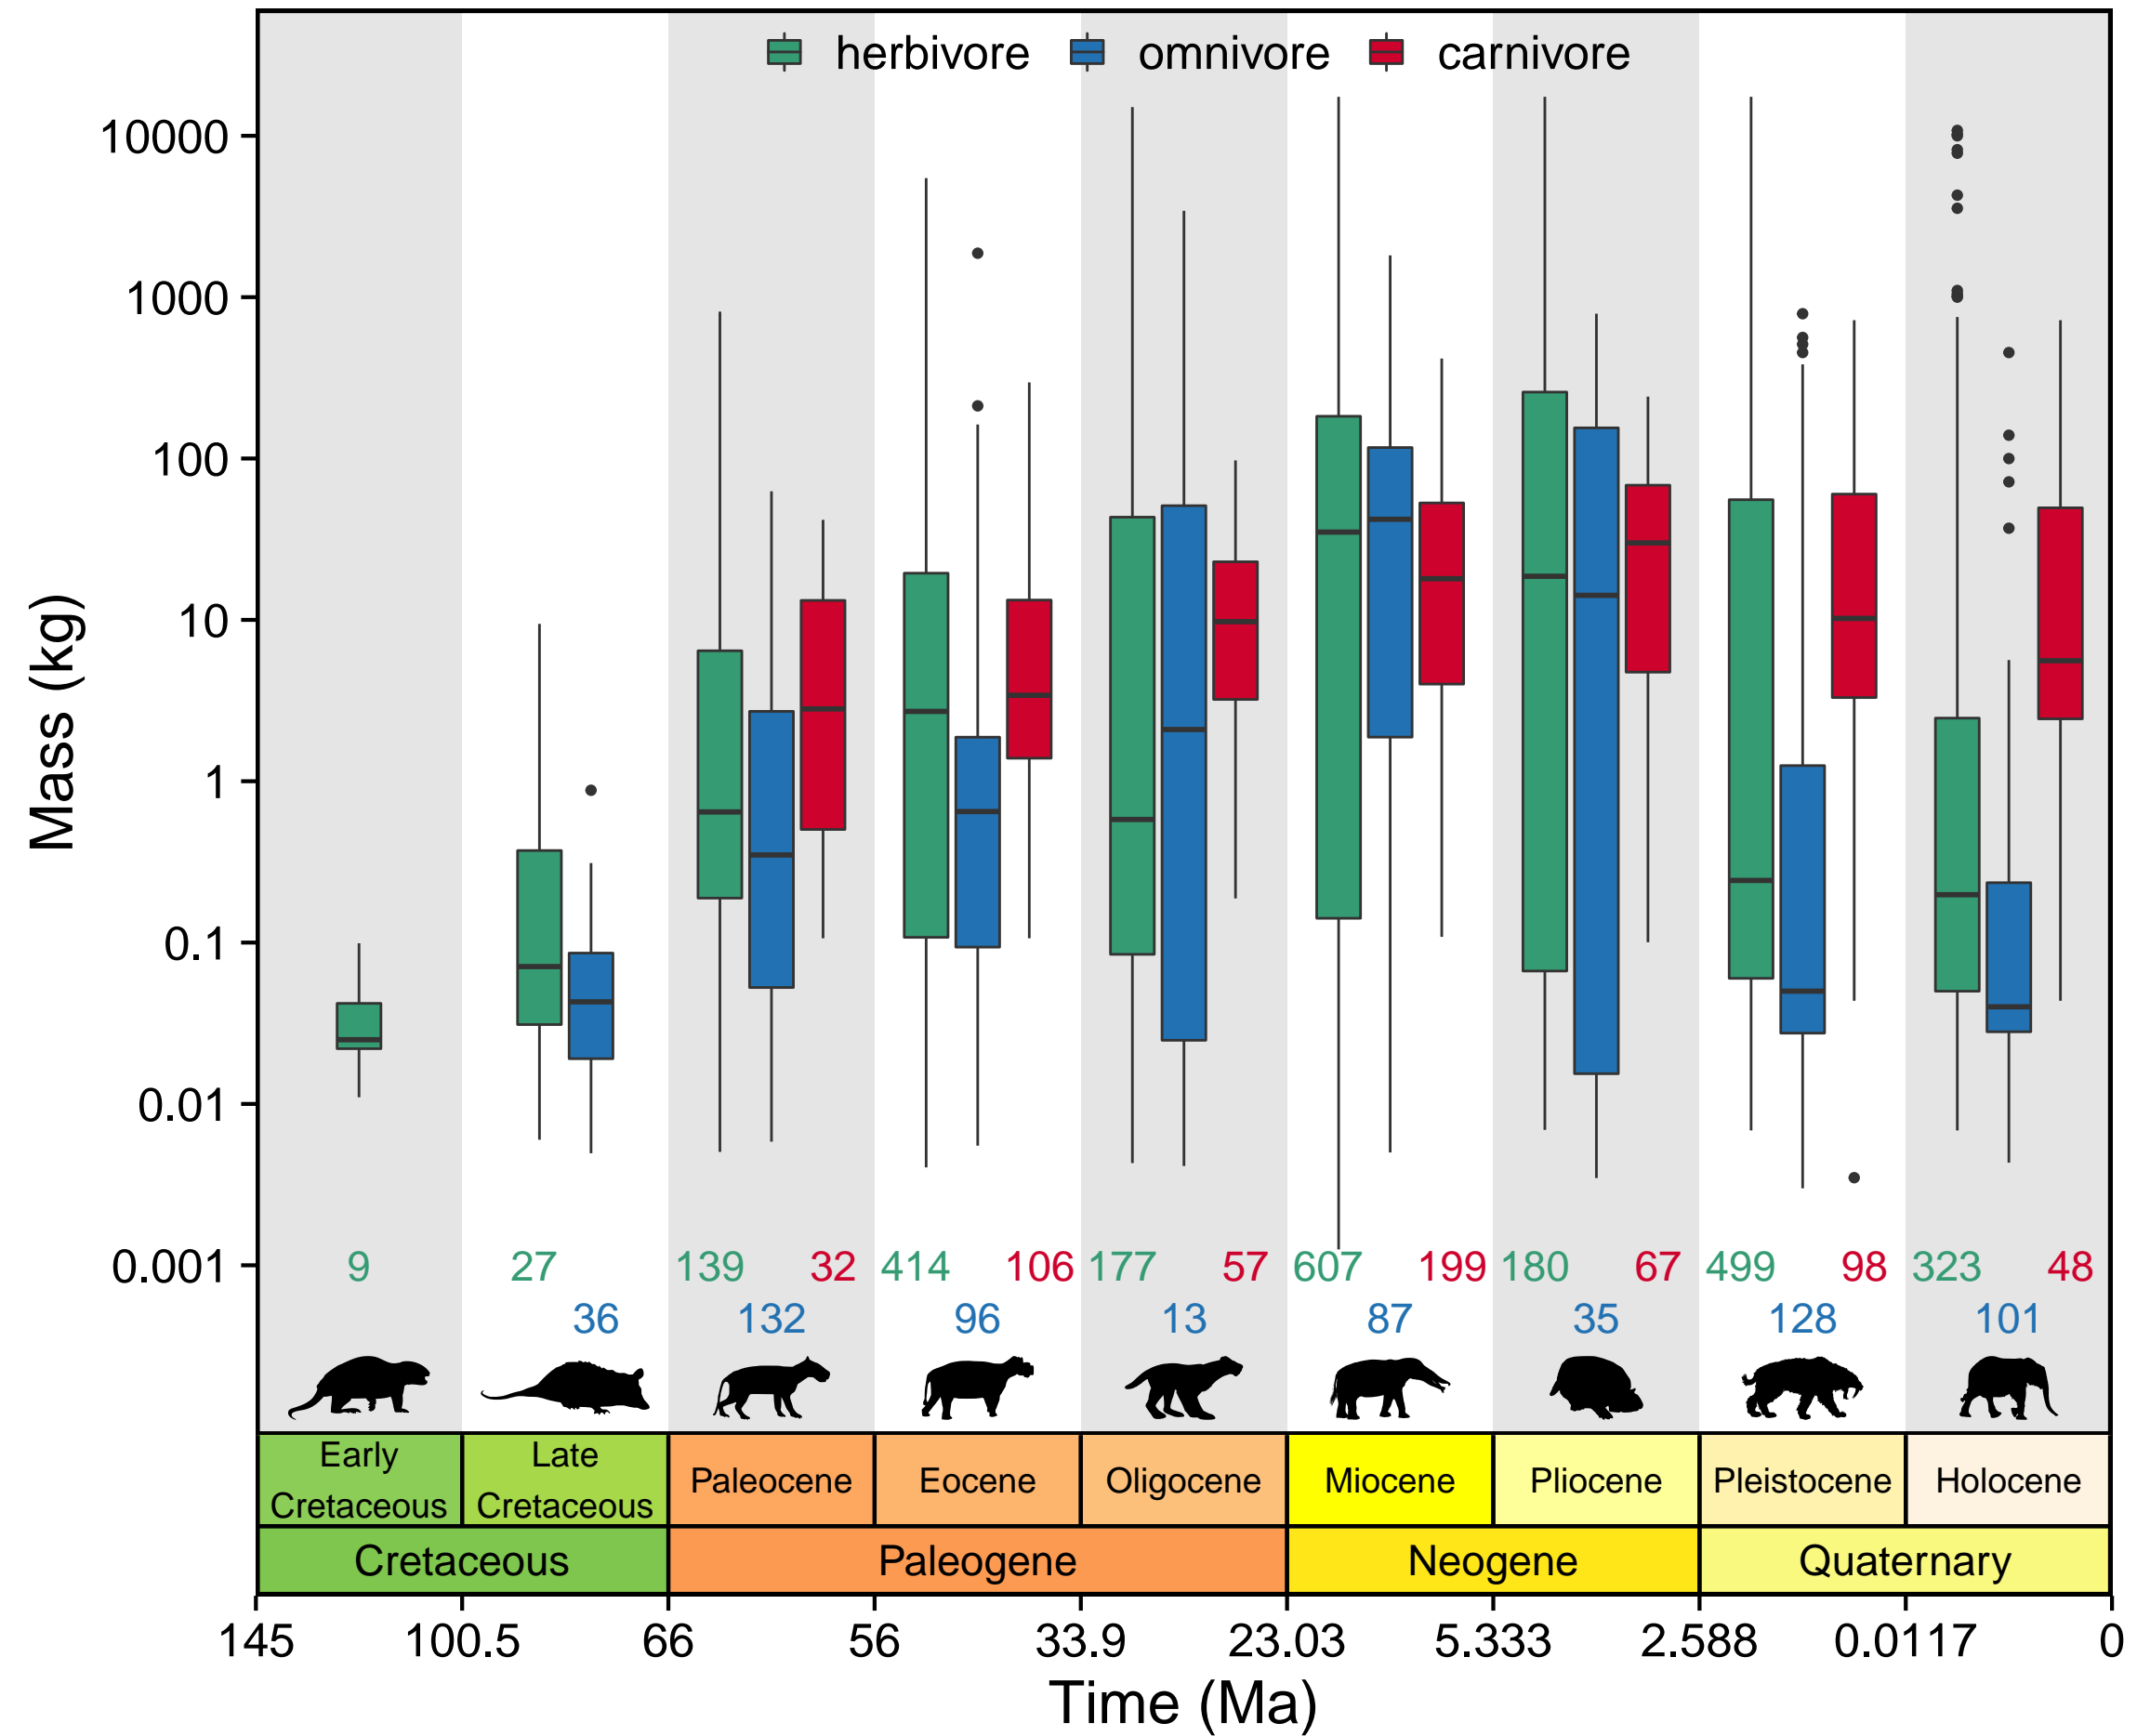 herbivore omnivore carnivore
10000
1000
100
10
1
0.1
0.01
0.001
Mass (kg)
9 27 139 32 414 106 177 57 607 199 180 67 499 98 323 48
36 132 96 13 87 35 128 101
Early Cretaceous
Late Cretaceous
Paleocene
Eocene
Oligocene
Miocene
Pliocene
Pleistocene
Holocene
Cretaceous Paleogene Neogene Quaternary
145 100.5 66 56 33.9 23.03 5.333 2.588 0.0117 0
Time (Ma)